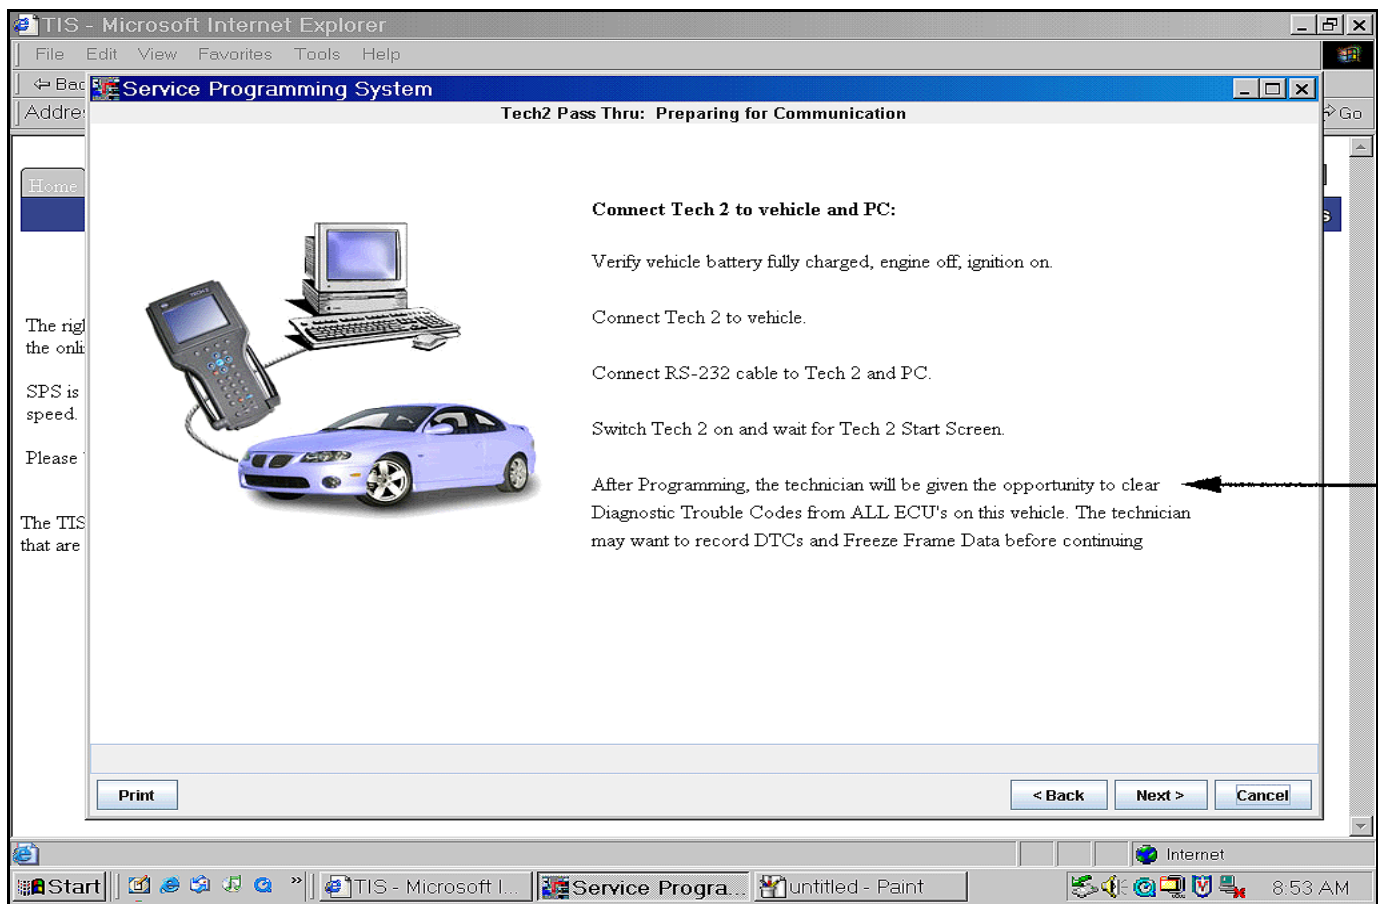 TIS - Microsoft Internet Explorer
File Edit View Favorites Tools Help
Service Programming System
Go
Tech2 Pass Thru: Preparing for Communication
Home
Connect Tech 2 to vehicle and PC:
Verify vehicle battery fully charged, engine off, ignition on.
Connect Tech 2 to vehicle.
The
Connect RS-232 cable to Tech 2 and PC.
SPS is
speed.
Switch Tech 2 on and wait for Tech 2 Start Screen.
Please
After Programming, the technician will be given the opportunity to clear
Diagnostic Trouble Codes from ALL ECU's on this vehicle. The technician
may want to record DTCs and Freeze Frame Data before continuing
The TIS
that are
Print
< Back Next > Cancel
Internet
Start » TIS - Microsoft I... Service Progra... untitled - Paint 8:53 AM